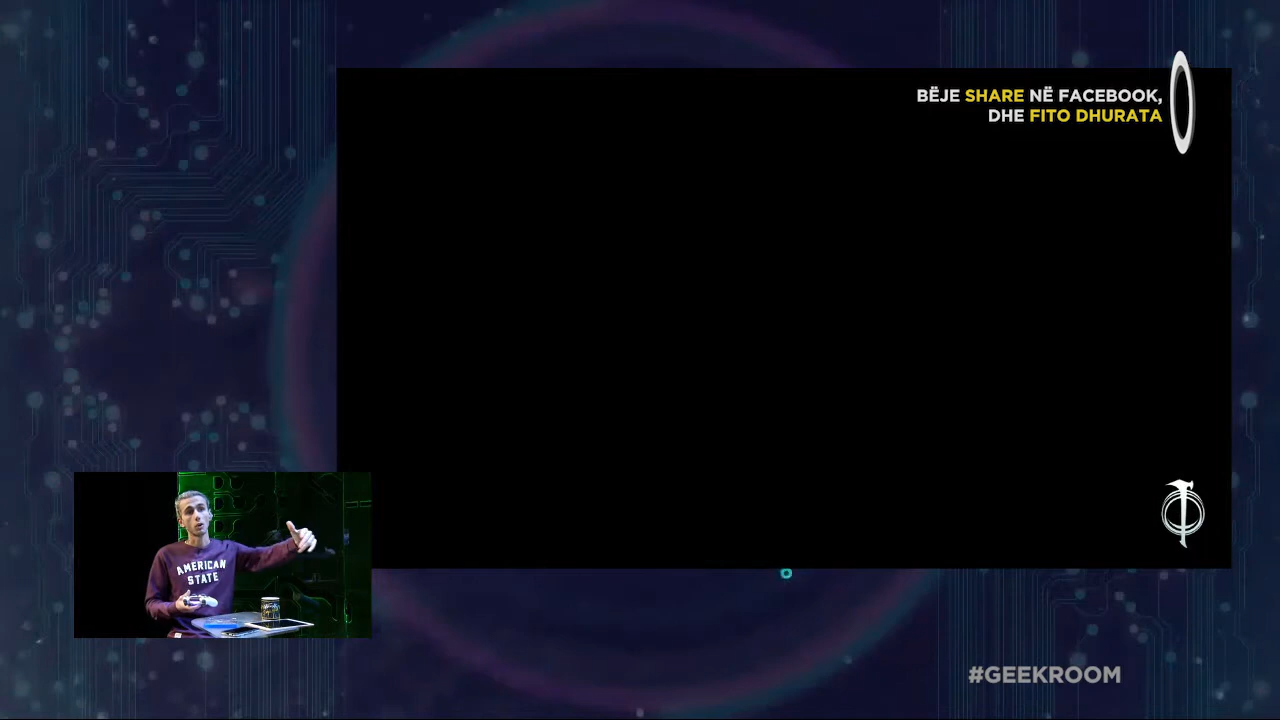 BËJE SHARE NË FACEBOOK,
DHE FITO DHURATA
AMERICAN
STATE
#GEEKROOM